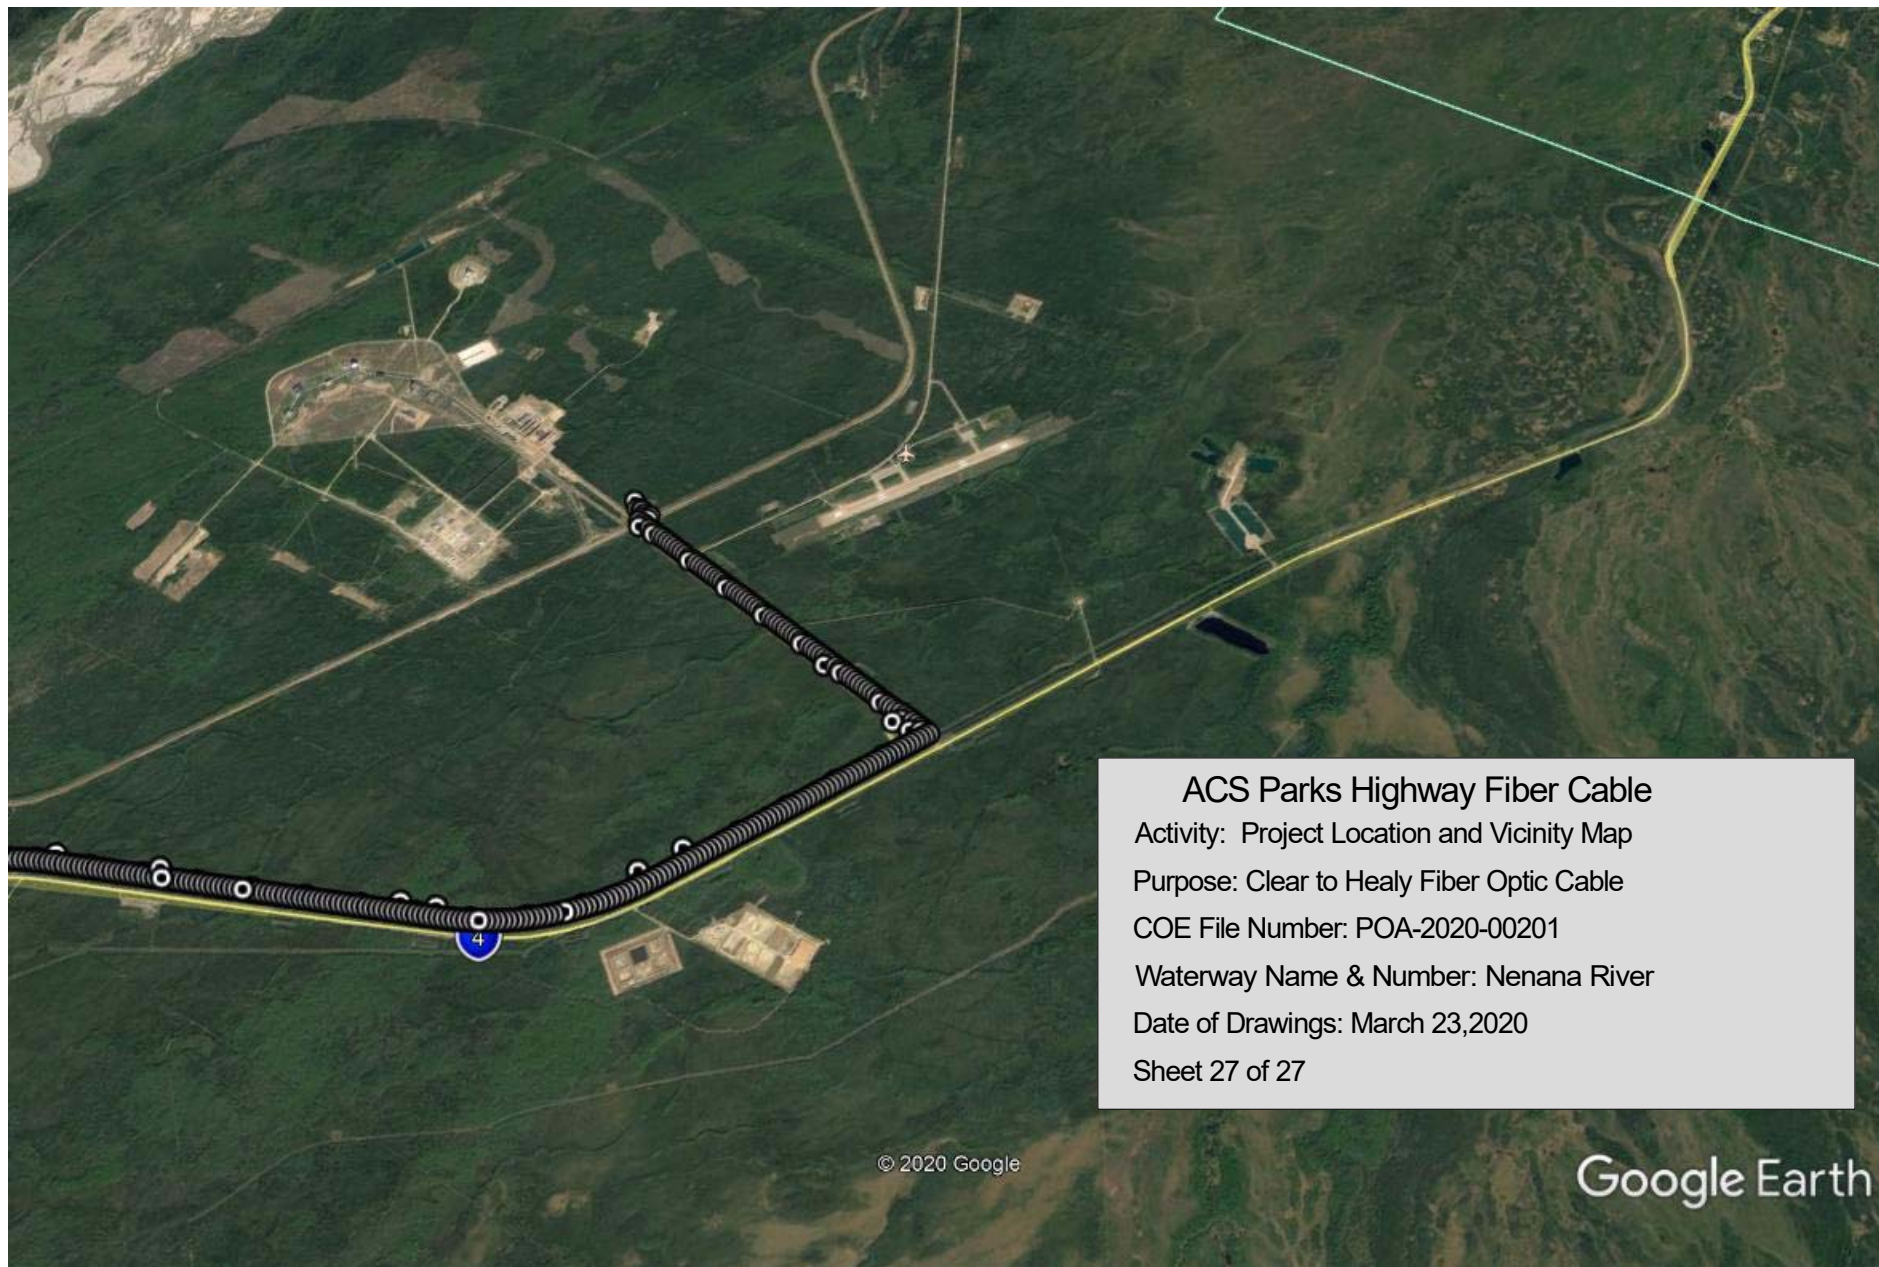 4
ACS Parks Highway Fiber Cable
Activity: Project Location and Vicinity Map
Purpose: Clear to Healy Fiber Optic Cable
COE File Number: POA-2020-00201
Waterway Name & Number: Nenana River
Date of Drawings: March 23,2020
Sheet 27 of 27
© 2020 Google
Google Earth